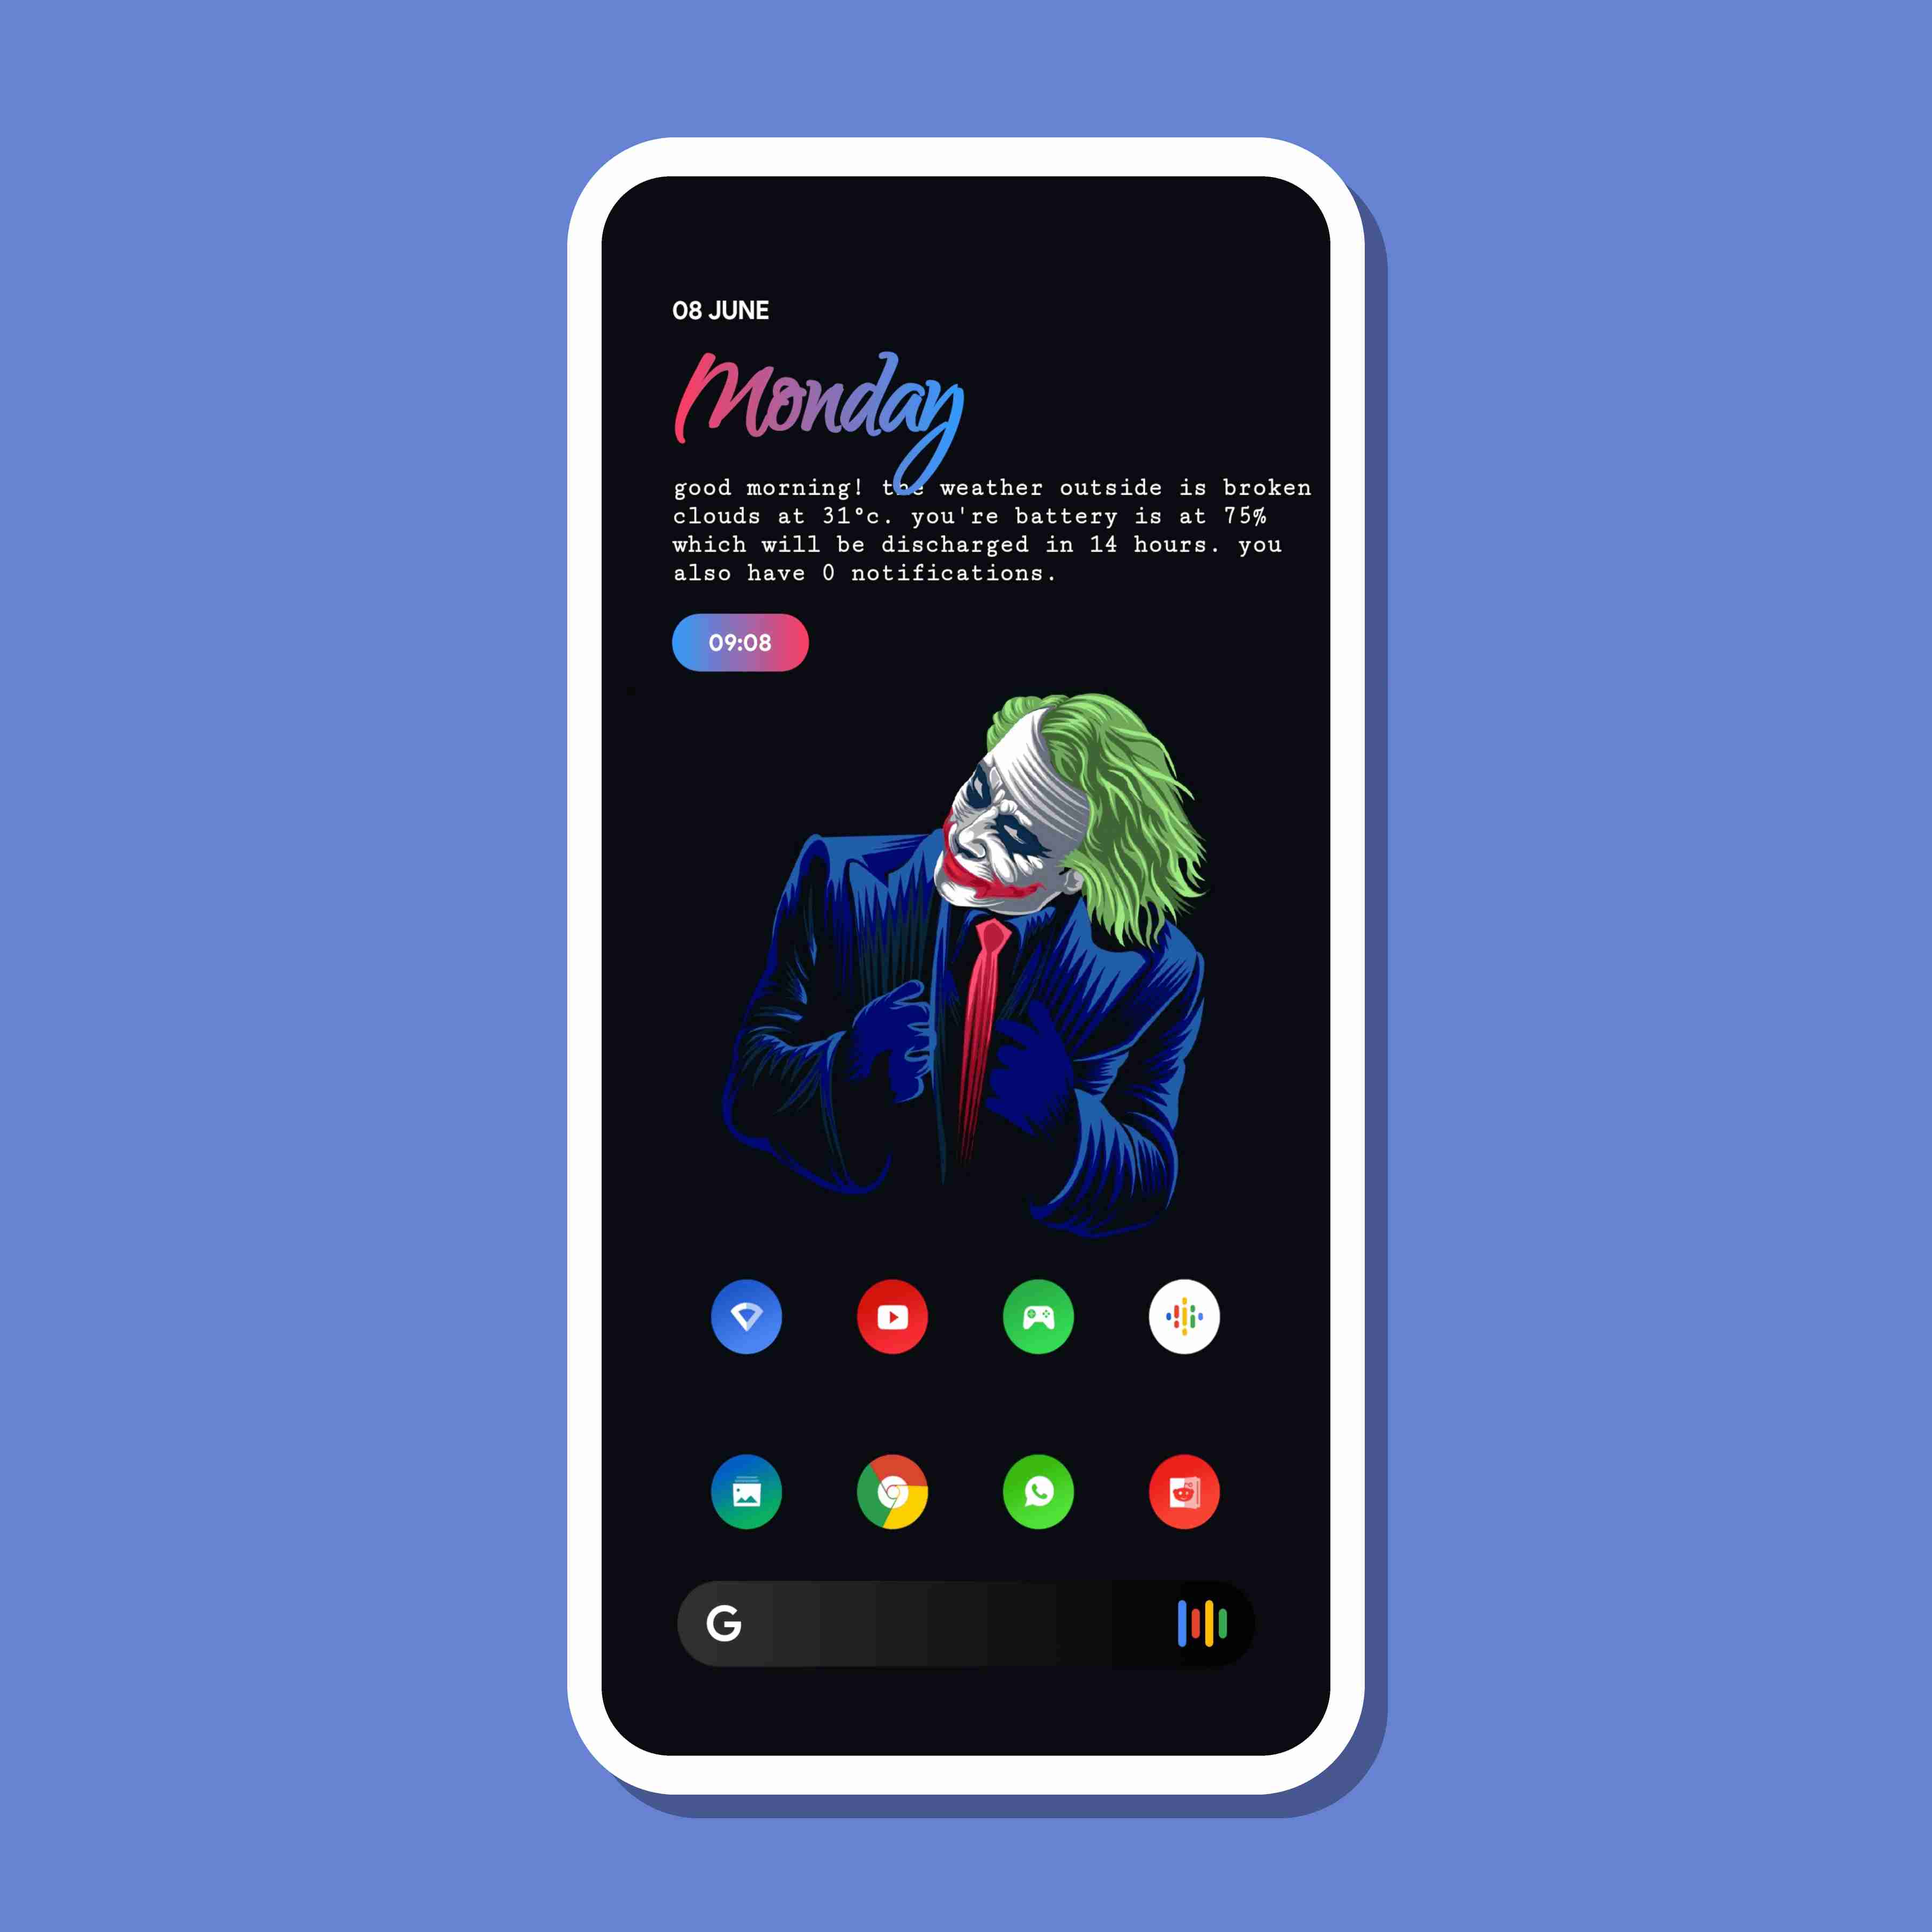 08 JUNE
Monday
good morning! the weather outside is broken
clouds at 31°c. you're battery is at 75%
which will be discharged in 14 hours. you
also have 0 notifications.
09:08
G